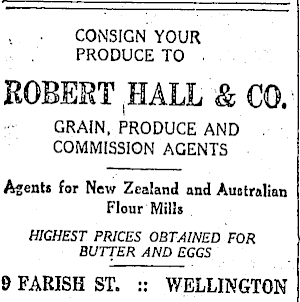 CONSIGN YOUR
PRODUCE TO
ROBERT HALL & CO.
GRAIN, PRODUCE AND
COMMISSION AGENTS
Agents for New Zealand and Australian
Flour Mills
HIGHEST PRICES OBTAINED FOR
BUTTER AND EGGS
9 FARISH ST. :: WELLINGTON